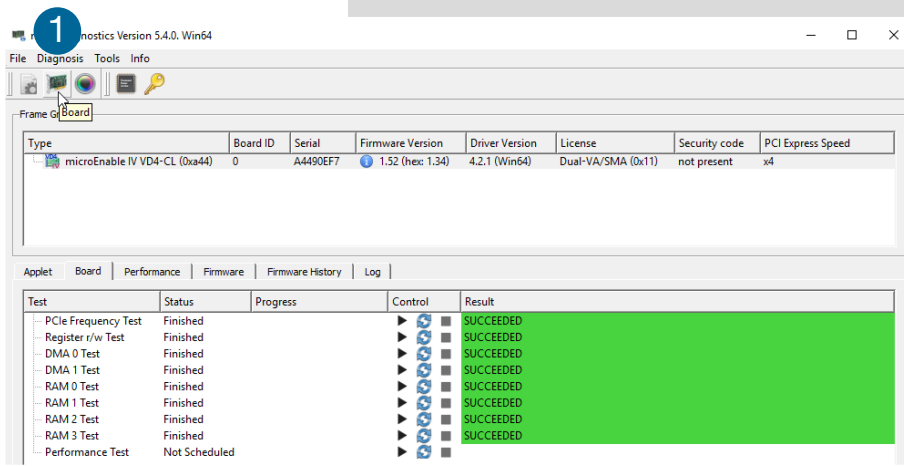 1
nostics Version 5.4.0. Win64
File Diagnosis Tools Info
Board
Frame G
Type Board ID Serial Firmware Version Driver Version License Security code PCI Express Speed
microEnable IV VD4-CL (0xa44) 0 A4490EF7 1.52 (hex: 1.34) 4.2.1 (Win64) Dual-VA/SMA (0x11) not present x4
Applet Board Performance Firmware Firmware History Log
Test Status Progress Control Result
PCIe Frequency Test Finished SUCCEEDED
Register r/w Test Finished SUCCEEDED
DMA 0 Test Finished SUCCEEDED
DMA 1 Test Finished SUCCEEDED
RAM 0 Test Finished SUCCEEDED
RAM 1 Test Finished SUCCEEDED
RAM 2 Test Finished SUCCEEDED
RAM 3 Test Finished SUCCEEDED
Performance Test Not Scheduled